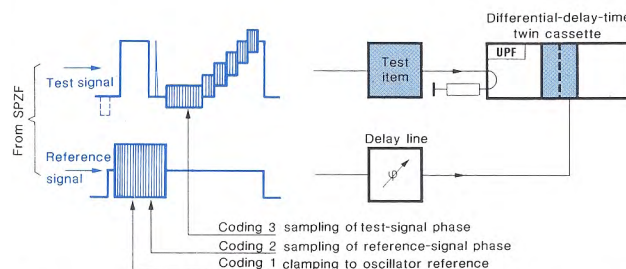 Differential-delay-time
twin cassette
From SPZF
Test signal
Test
item
UPF
Reference
signal
Delay line
φ
Coding 3 sampling of test-signal phase
Coding 2 sampling of reference-signal phase
Coding 1 clamping to oscillator reference